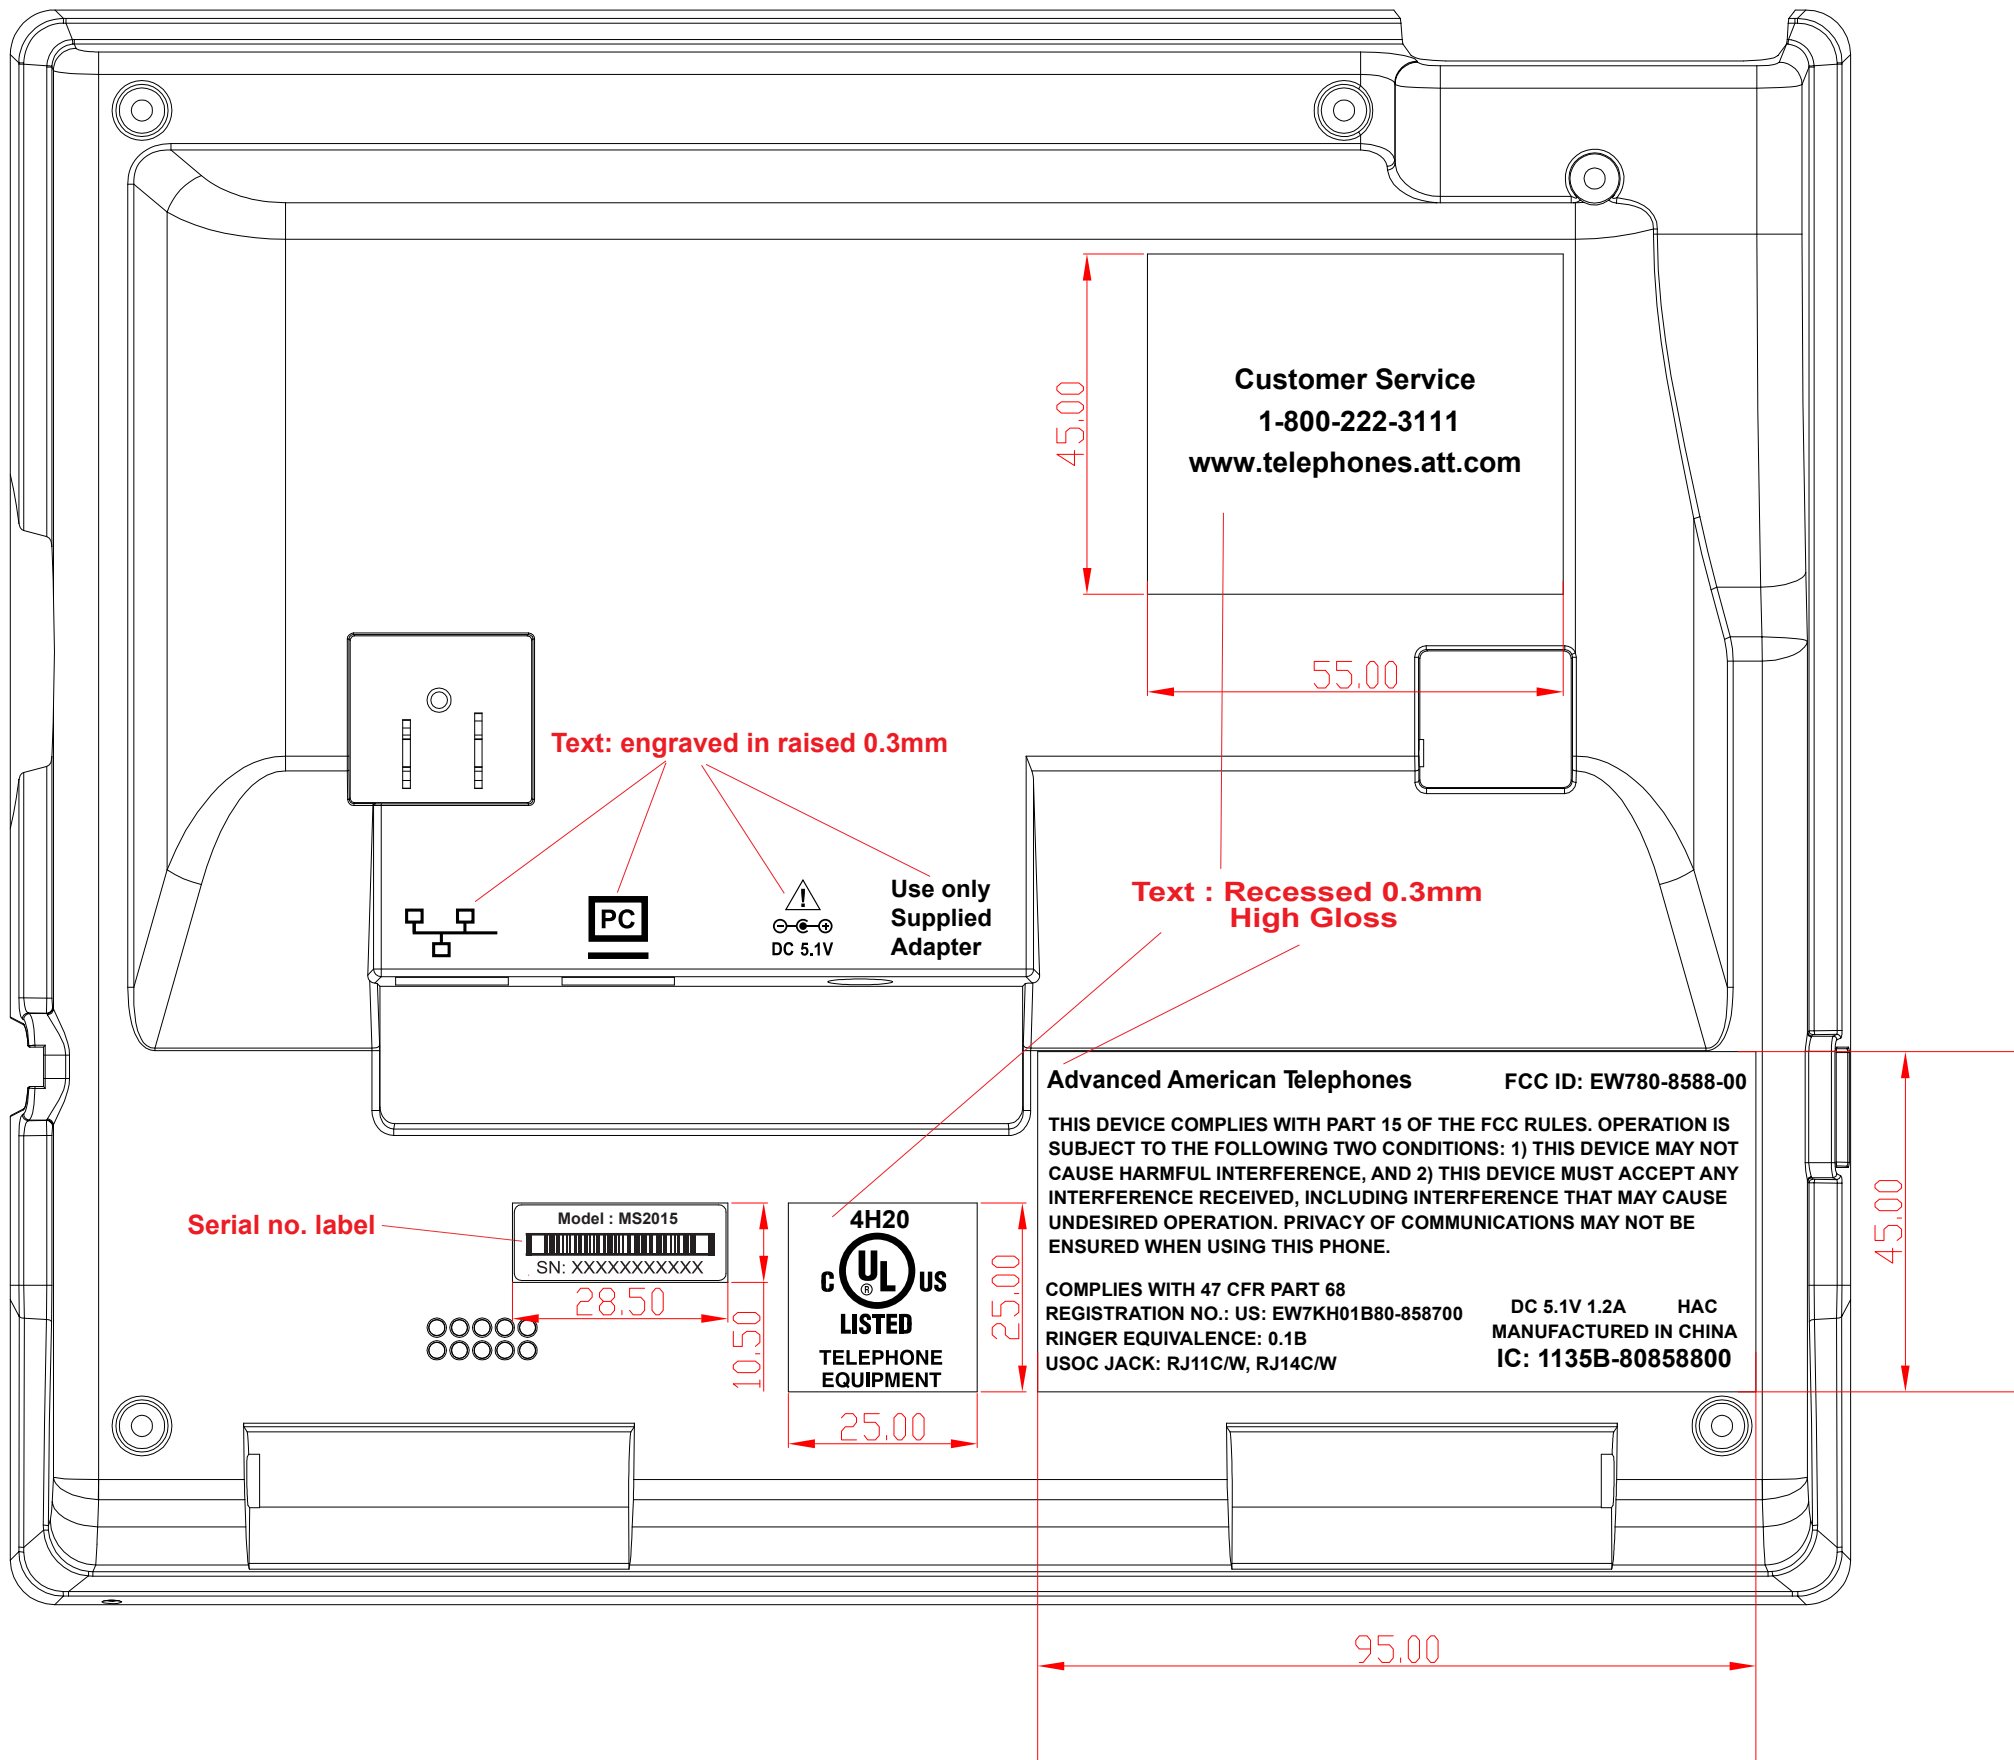 Customer Service
1-800-222-3111
www.telephones.att.com
45.00
55.00
Text: engraved in raised 0.3mm
PC
!
DC 5.1V
Use only
Supplied
Adapter
Text : Recessed 0.3mm
High Gloss
Advanced American Telephones FCC ID: EW780-8588-00
THIS DEVICE COMPLIES WITH PART 15 OF THE FCC RULES. OPERATION IS
SUBJECT TO THE FOLLOWING TWO CONDITIONS: 1) THIS DEVICE MAY NOT
CAUSE HARMFUL INTERFERENCE, AND 2) THIS DEVICE MUST ACCEPT ANY
INTERFERENCE RECEIVED, INCLUDING INTERFERENCE THAT MAY CAUSE
UNDESIRED OPERATION. PRIVACY OF COMMUNICATIONS MAY NOT BE
ENSURED WHEN USING THIS PHONE.
COMPLIES WITH 47 CFR PART 68
REGISTRATION NO.: US: EW7KH01B80-858700
RINGER EQUIVALENCE: 0.1B
USOC JACK: RJ11C/W, RJ14C/W
DC 5.1V 1.2A HAC
MANUFACTURED IN CHINA
IC: 1135B-80858800
45.00
95.00
Serial no. label
Model : MS2015
SN: XXXXXXXXXXX
28.50
10.50
4H20
C UL ® US
LISTED
TELEPHONE
EQUIPMENT
25.00
25.00